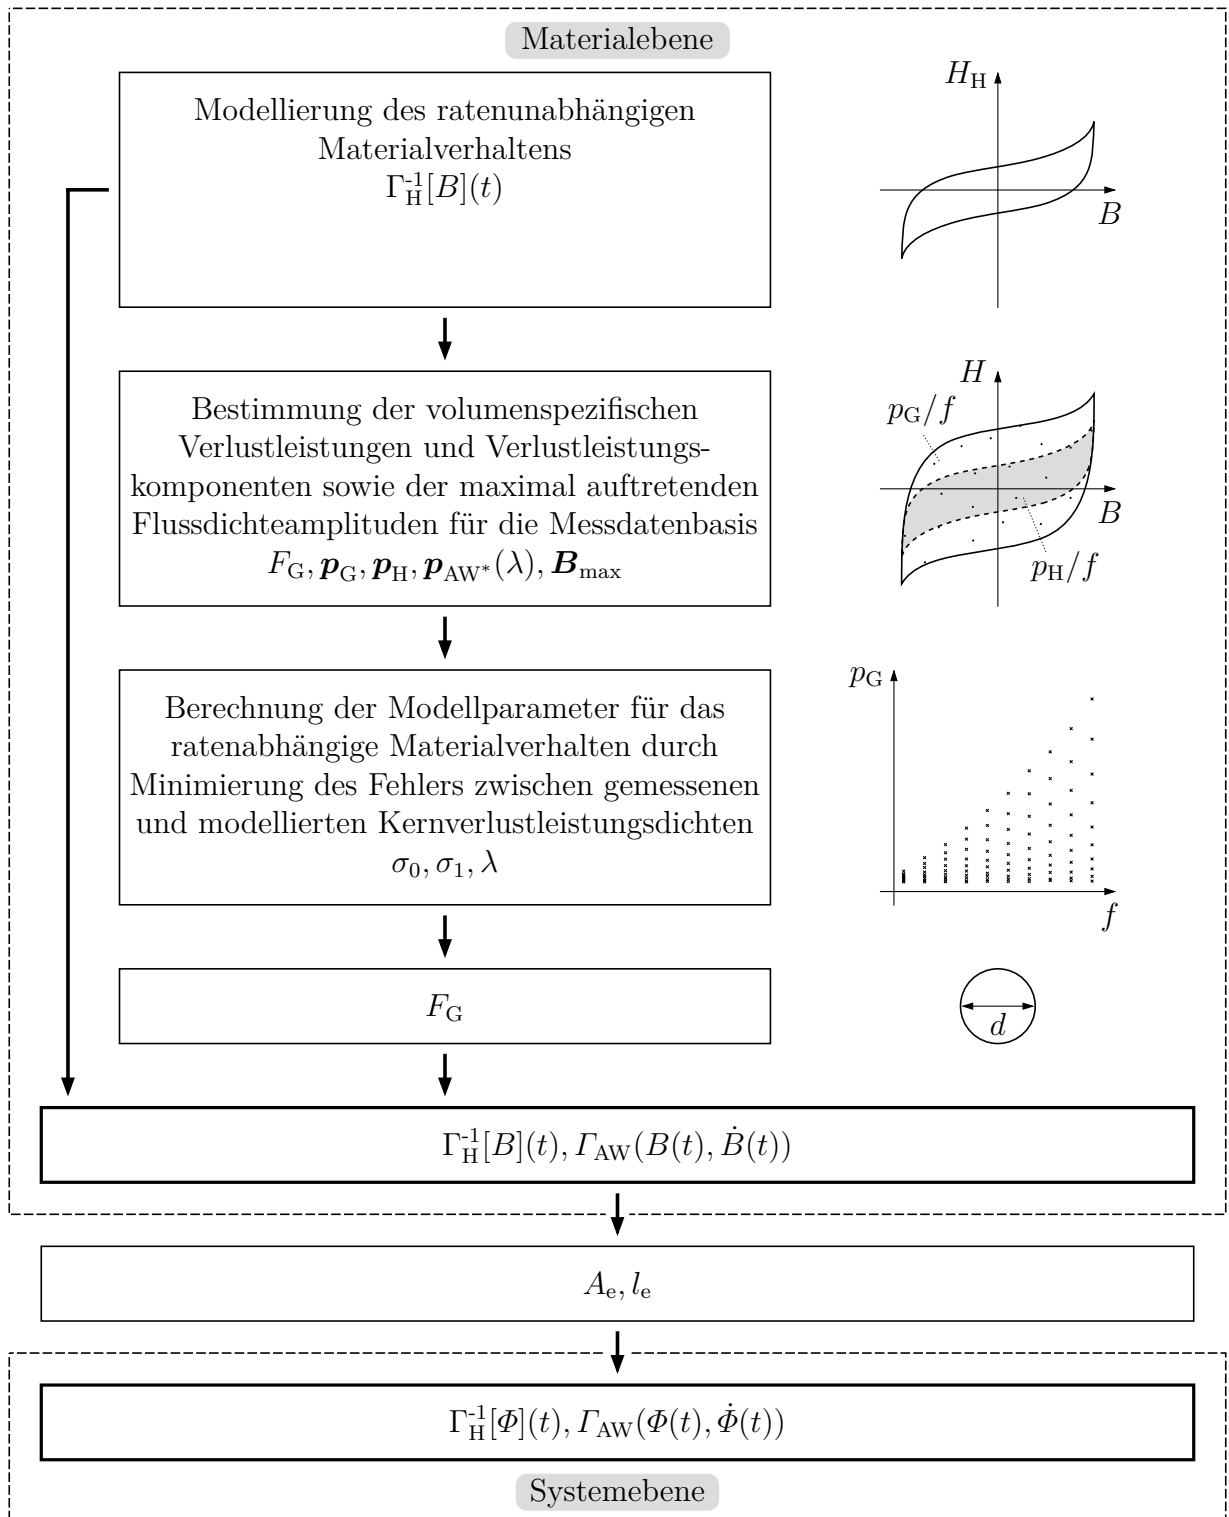 Materialebene
Modellierung des ratenunabhängigen
Materialverhaltens
Γ_H^-1[B](t)
H_H
B
Bestimmung der volumenspezifischen
Verlustleistungen und Verlustleistungs-
komponenten sowie der maximal auftretenden
Flussdichteamplituden für die Messdatenbasis
F_G, p_G, p_H, p_AW*(λ), B_max
H
p_G/f
B
p_H/f
Berechnung der Modellparameter für das
ratenabhängige Materialverhalten durch
Minimierung des Fehlers zwischen gemessenen
und modellierten Kernverlustleistungsdichten
σ_0, σ_1, λ
p_G
f
F_G
d
Γ_H^-1[B](t), Γ_AW(B(t), Ḃ(t))
A_e, l_e
Γ_H^-1[Φ](t), Γ_AW(Φ(t), Φ̇(t))
Systemebene